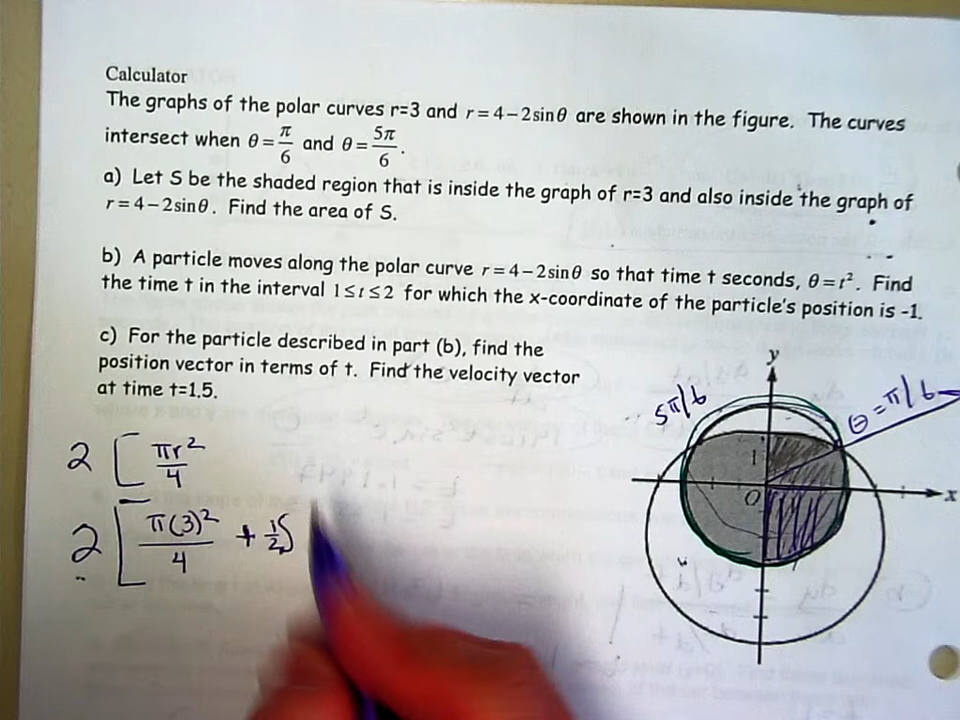 Calculator
The graphs of the polar curves r=3 and r = 4 − 2sinθ are shown in the figure. The curves
intersect when θ = π/6 and θ = 5π/6.
a) Let S be the shaded region that is inside the graph of r=3 and also inside the graph of
r = 4 − 2sinθ. Find the area of S.
b) A particle moves along the polar curve r = 4 − 2sinθ so that time t seconds, θ = t². Find
the time t in the interval 1 ≤ t ≤ 2 for which the x-coordinate of the particle's position is -1.
c) For the particle described in part (b), find the
position vector in terms of t. Find the velocity vector
at time t=1.5.
y
5π/6
θ = π/6
1
x
O
2 [ πr²/4
2 [ π(3)²/4 + ½∫